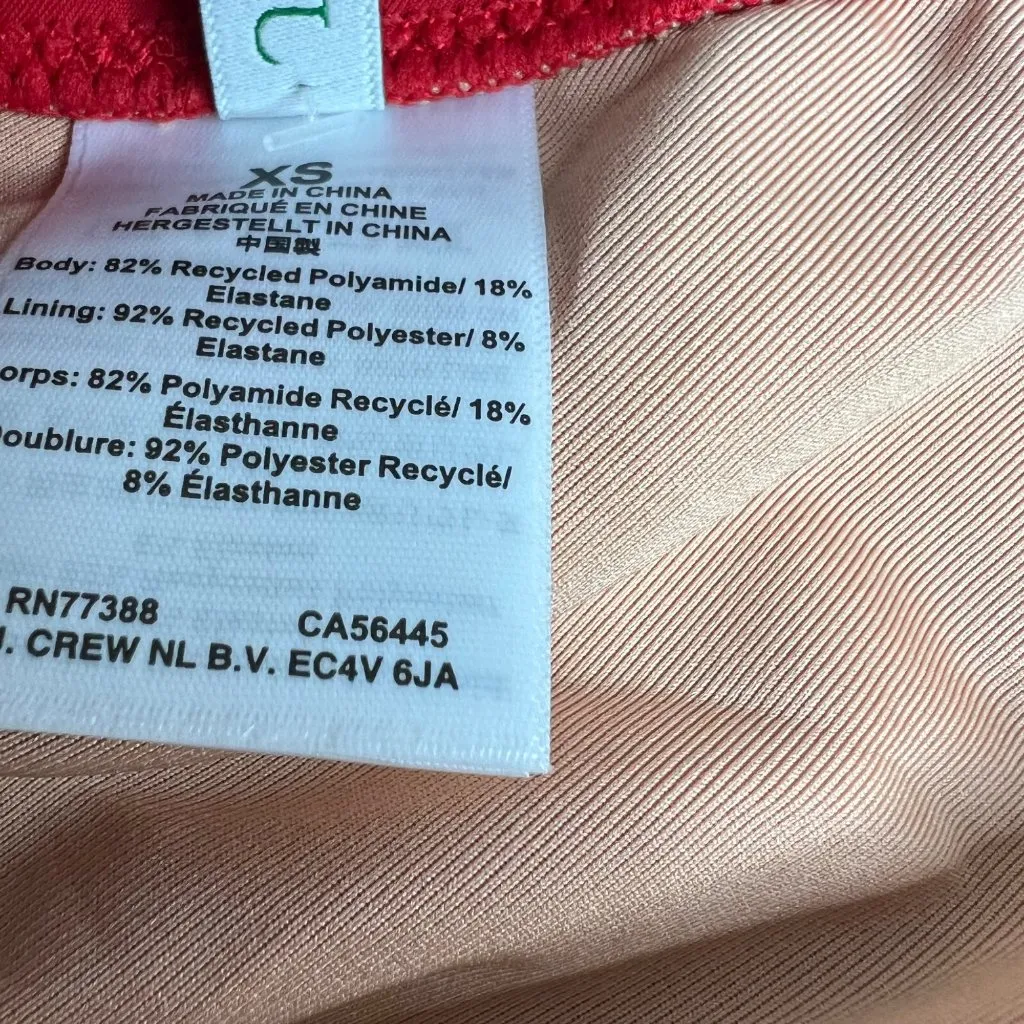 J
XS
MADE IN CHINA
FABRIQUÉ EN CHINE
HERGESTELLT IN CHINA
中国製
Body: 82% Recycled Polyamide/ 18%
Elastane
Lining: 92% Recycled Polyester/ 8%
Elastane
orps: 82% Polyamide Recyclé/ 18%
Élasthanne
oublure: 92% Polyester Recyclé/
8% Élasthanne
RN77388 CA56445
J. CREW NL B.V. EC4V 6JA